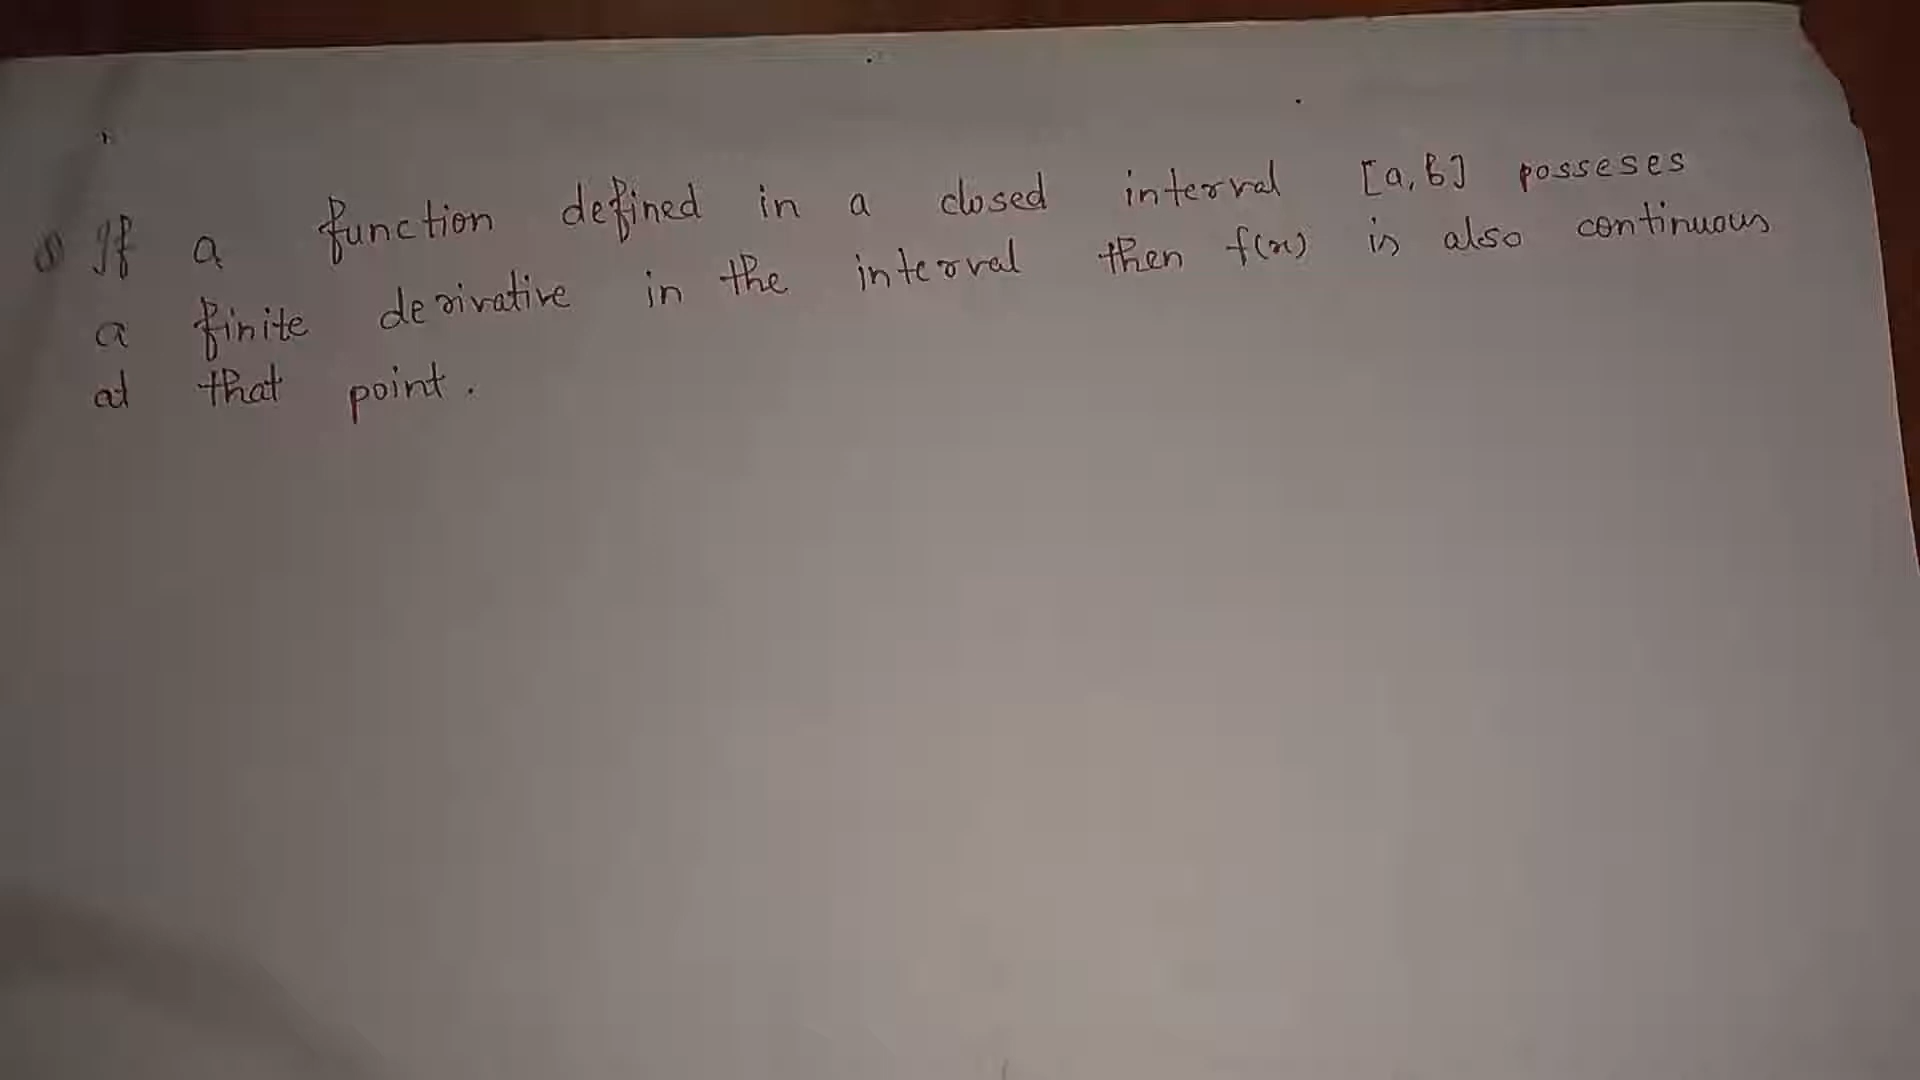 If a function defined in a closed interval [a,b] posseses
a finite derivative in the interval then f(x) is also continuous
at that point.